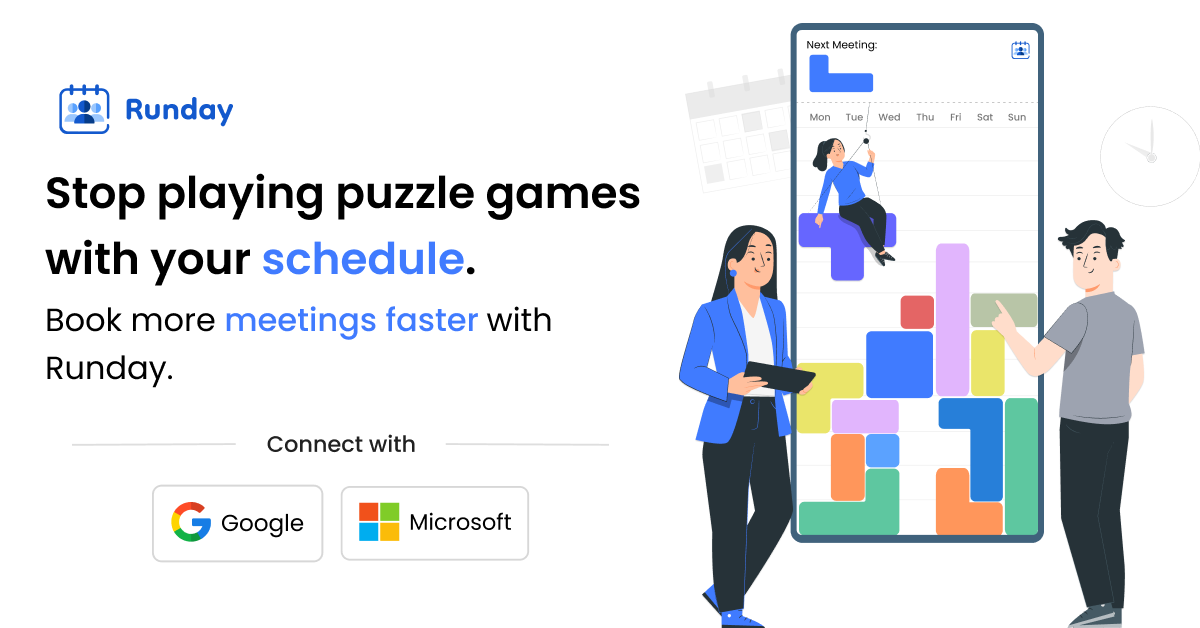 Runday
Stop playing puzzle games
with your schedule.
Book more meetings faster with
Runday.
Connect with
Google
Microsoft
Next Meeting:
Mon Tue Wed Thu Fri Sat Sun